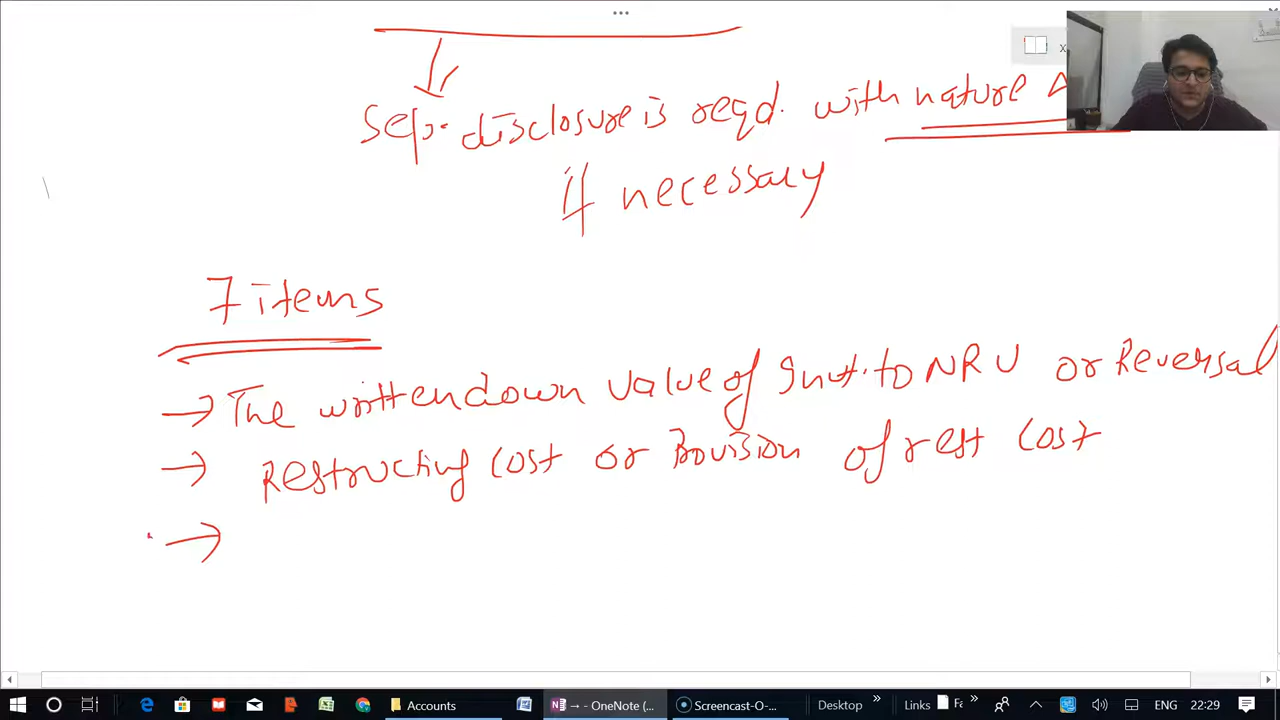 x
Sep. disclosure is reqd. with nature
if necessary
7 items
→ The writtendown value of Invt. to NRV or Reversal
→ Restructing Cost or Provision of rest Cost
→
Accounts
→ - OneNote (...
Screencast-O-...
Desktop
Links
ENG
22:29